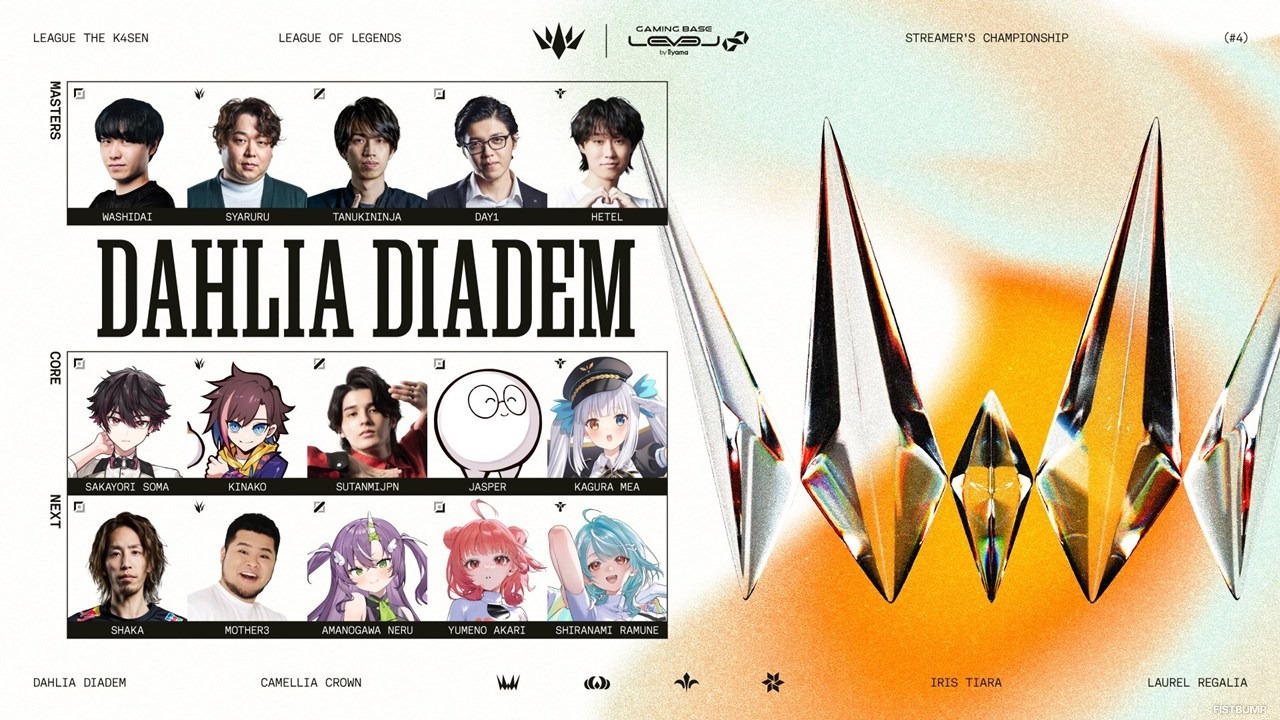 LEAGUE THE K4SEN
LEAGUE OF LEGENDS
GAMING BASE
LEVEL
by iiyama
STREAMER'S CHAMPIONSHIP
(#4)
MASTERS
WASHIDAI
SYARURU
TANUKININJA
DAY1
HETEL
DAHLIA DIADEM
CORE
SAKAYORI SOMA
KINAKO
SUTANMIJPN
JASPER
KAGURA MEA
NEXT
SHAKA
MOTHER3
AMANOGAWA NERU
YUMENO AKARI
SHIRANAMI RAMUNE
DAHLIA DIADEM
CAMELLIA CROWN
IRIS TIARA
LAUREL REGALIA
FISTBUMP